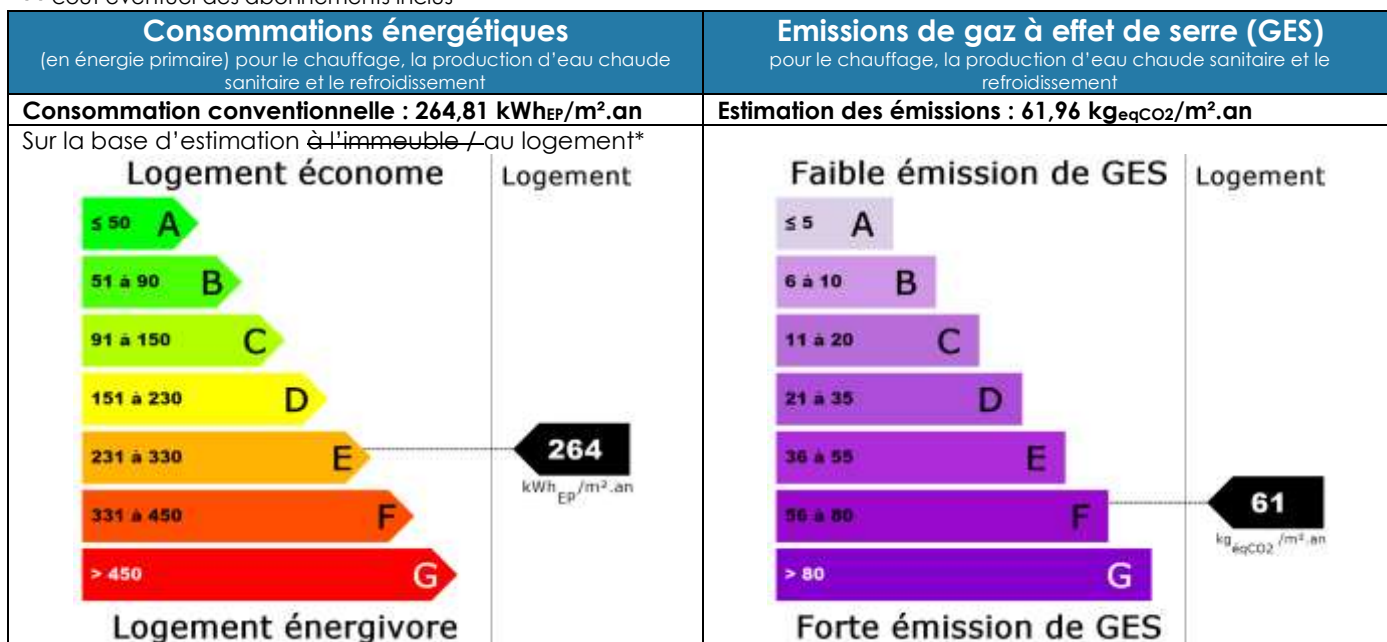 coût éventuel des abonnements inclus
Consommations énergétiques
(en énergie primaire) pour le chauffage, la production d'eau chaude
sanitaire et le refroidissement
Consommation conventionnelle : 264,81 kWhEP/m².an
Sur la base d'estimation à l'immeuble / au logement*
Logement économe
Logement
≤ 50 A
51 à 90 B
91 à 150 C
151 à 230 D
231 à 330 E
331 à 450 F
> 450 G
264
kWhEP/m².an
Logement énergivore
Emissions de gaz à effet de serre (GES)
pour le chauffage, la production d'eau chaude sanitaire et le
refroidissement
Estimation des émissions : 61,96 kgeqCO2/m².an
Faible émission de GES
Logement
≤ 5 A
6 à 10 B
11 à 20 C
21 à 35 D
36 à 55 E
56 à 80 F
> 80 G
61
kgéqCO2/m².an
Forte émission de GES